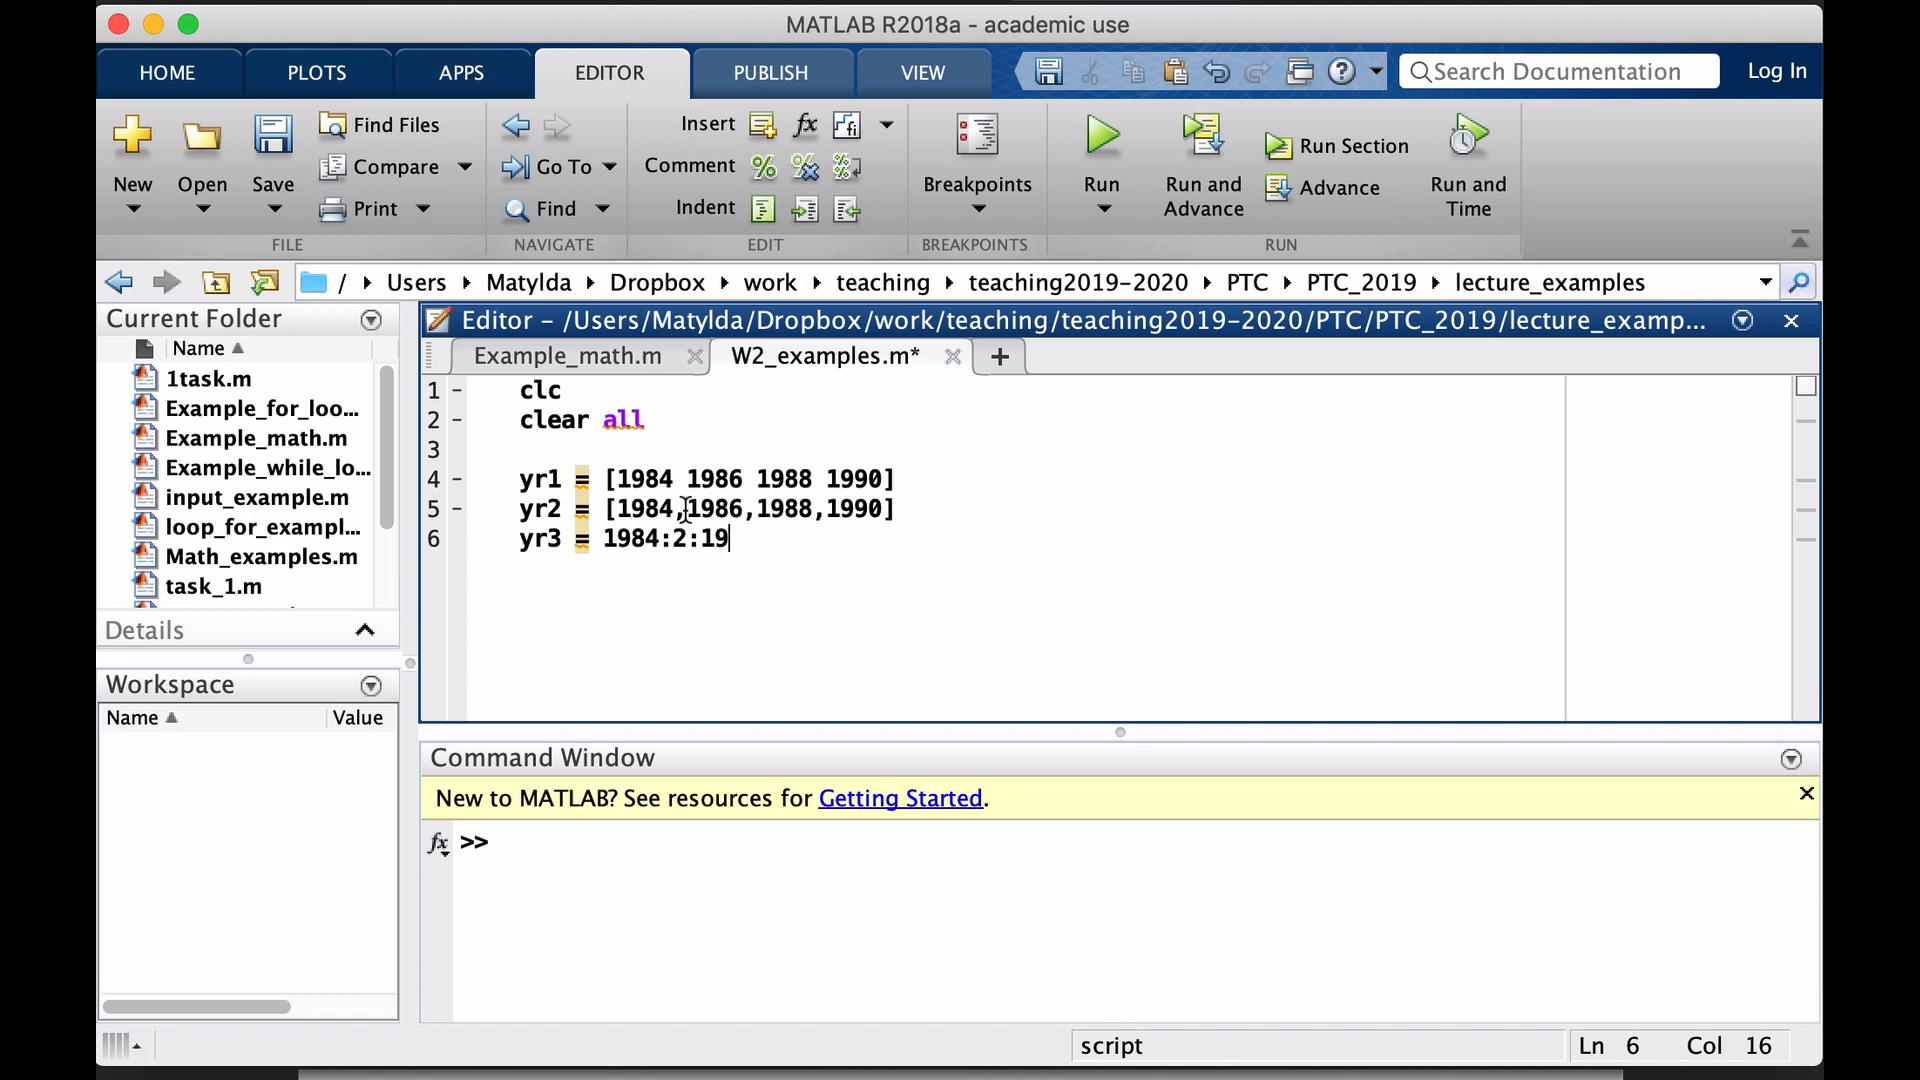 MATLAB R2018a - academic use
HOME PLOTS APPS EDITOR PUBLISH VIEW Search Documentation Log In
New Open Save Find Files Compare Print
Go To Find
Insert fx fi
Comment % % %
Indent
Breakpoints
Run Run and Advance Run Section Advance Run and Time
FILE NAVIGATE EDIT BREAKPOINTS RUN
/ Users Matylda Dropbox work teaching teaching2019-2020 PTC PTC_2019 lecture_examples
Current Folder
Name
1task.m
Example_for_loo...
Example_math.m
Example_while_lo...
input_example.m
loop_for_exampl...
Math_examples.m
task_1.m
Details
Workspace
Name Value
Editor – /Users/Matylda/Dropbox/work/teaching/teaching2019-2020/PTC/PTC_2019/lecture_examp...
Example_math.m W2_examples.m* +
1 - clc
2 - clear all
3
4 - yr1 = [1984 1986 1988 1990]
5 - yr2 = [1984,1986,1988,1990]
6 yr3 = 1984:2:19
Command Window
New to MATLAB? See resources for Getting Started.
fx >>
script Ln 6 Col 16